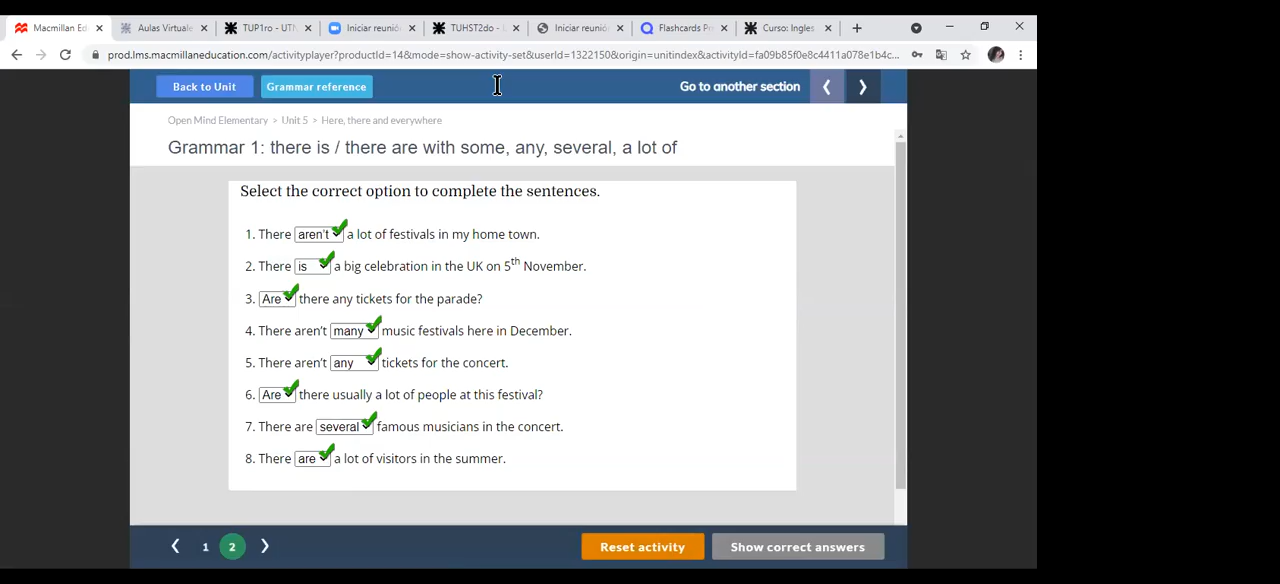 Macmillan Ed
Aulas Virtuale
TUP1ro - UTN
Iniciar reunió
TUHST2do -
Iniciar reunió
Flashcards Po
Curso: Ingles
prod.lms.macmillaneducation.com/activityplayer?productId=14&mode=show-activity-set&userId=1322150&origin=unitindex&activityId=fa09b85f0e8c4411a078e1b4c...
Back to Unit
Grammar reference
Go to another section
Open Mind Elementary > Unit 5 > Here, there and everywhere
Grammar 1: there is / there are with some, any, several, a lot of
Select the correct option to complete the sentences.
1. There aren't a lot of festivals in my home town.
2. There is a big celebration in the UK on 5th November.
3. Are there any tickets for the parade?
4. There aren't many music festivals here in December.
5. There aren't any tickets for the concert.
6. Are there usually a lot of people at this festival?
7. There are several famous musicians in the concert.
8. There are a lot of visitors in the summer.
1 2
Reset activity
Show correct answers